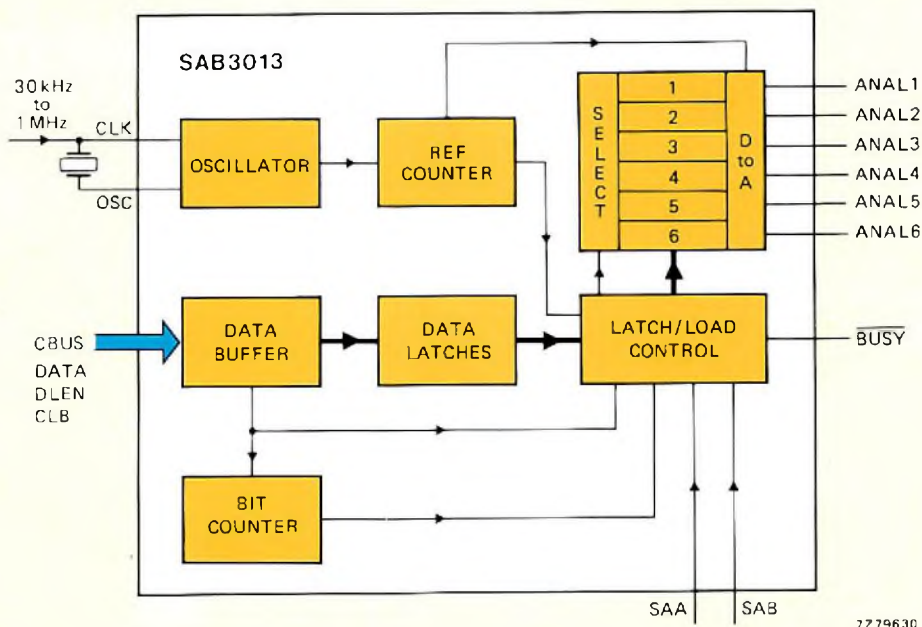 SAB3013
30 kHz
to
1 MHz
CLK
OSC
OSCILLATOR
REF
COUNTER
SELECT
1
2
3
4
5
6
D to A
ANAL1
ANAL2
ANAL3
ANAL4
ANAL5
ANAL6
CBUS
DATA
DLEN
CLB
DATA
BUFFER
DATA
LATCHES
LATCH/LOAD
CONTROL
BUSY
BIT
COUNTER
SAA
SAB
7Z79630